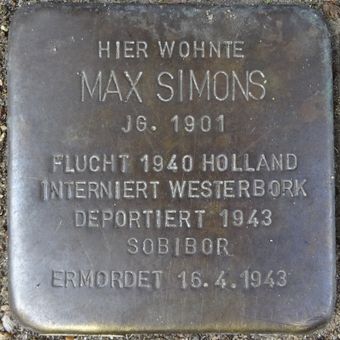 HIER WOHNTE
MAX SIMONS
JG. 1901
FLUCHT 1940 HOLLAND
INTERNIERT WESTERBORK
DEPORTIERT 1943
SOBIBOR
ERMORDET 16.4.1943